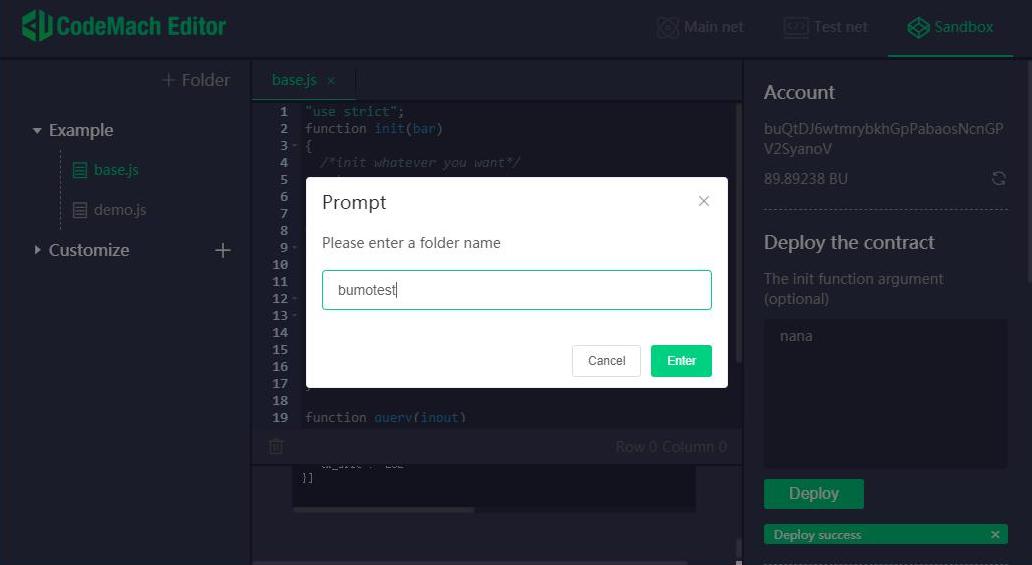 CodeMach Editor
Main net
Test net
Sandbox
+ Folder
Example
base.js
demo.js
Customize +
base.js ×
1 "use strict";
2 function init(bar)
3 {
4 /*init whatever you want*/
5
6
7
8
9
10
11
12
13
14
15
16
17
18
19 function query(input)
Row 0 Column 0
}]
Prompt ×
Please enter a folder name
bumotest
Cancel
Enter
Account
buQtDJ6wtmrybkhGpPabaosNcnGP
V2SyanoV
89.89238 BU
Deploy the contract
The init function argument
(optional)
nana
Deploy
Deploy success ×